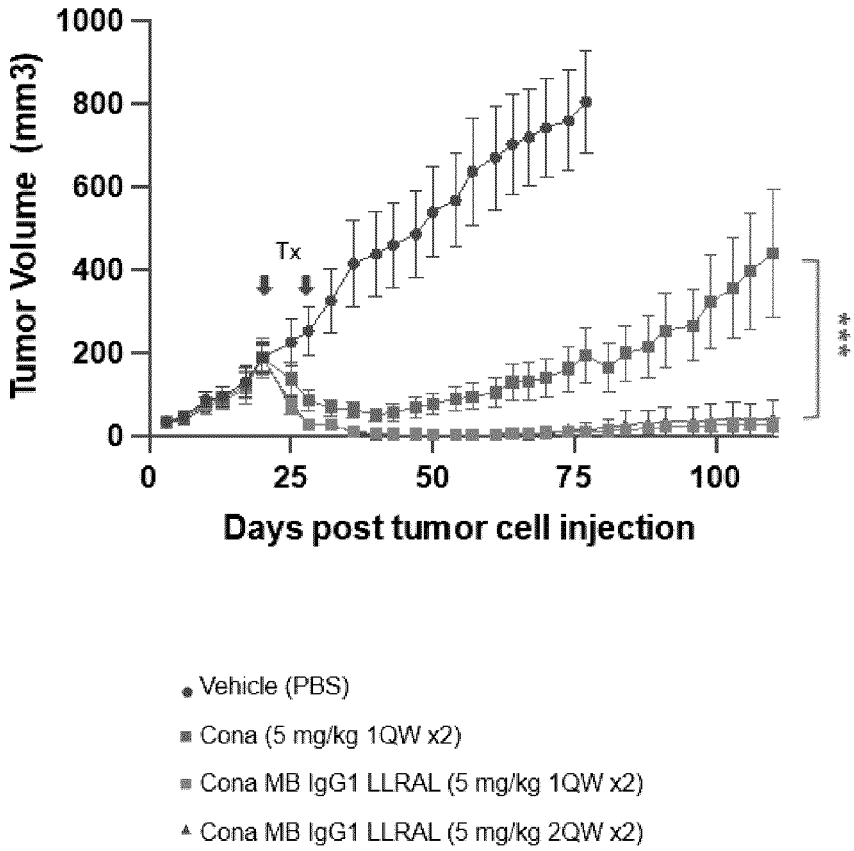 1000
800
600
400
200
0
Tumor Volume (mm3)
Tx
***
0 25 50 75 100
Days post tumor cell injection
Vehicle (PBS)
Cona (5 mg/kg 1QW x2)
Cona MB IgG1 LLRAL (5 mg/kg 1QW x2)
Cona MB IgG1 LLRAL (5 mg/kg 2QW x2)